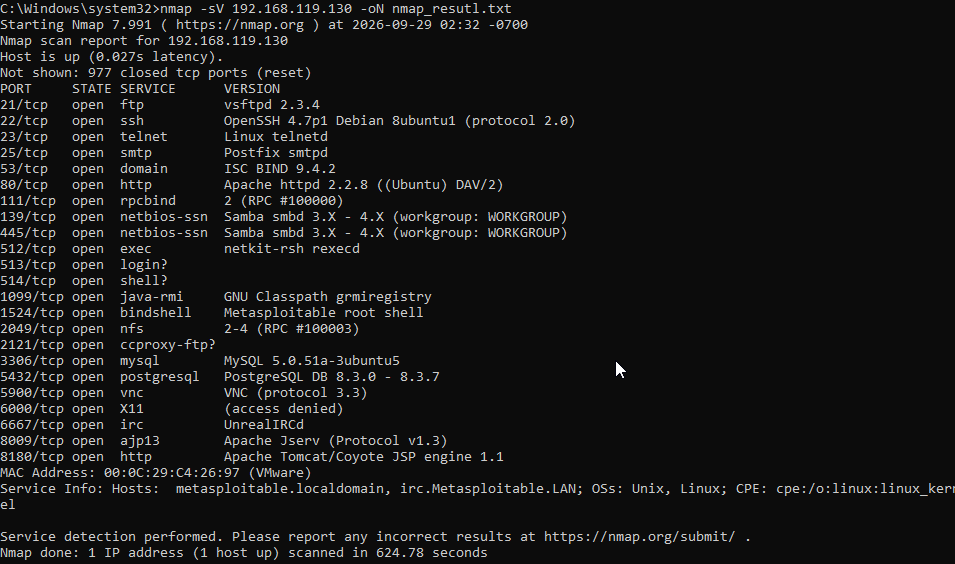 C:\Windows\system32>nmap -sV 192.168.119.130 -oN nmap_resutl.txt
Starting Nmap 7.991 ( https://nmap.org ) at 2026-09-29 02:32 -0700
Nmap scan report for 192.168.119.130
Host is up (0.027s latency).
Not shown: 977 closed tcp ports (reset)
PORT     STATE SERVICE     VERSION
21/tcp   open  ftp         vsftpd 2.3.4
22/tcp   open  ssh         OpenSSH 4.7p1 Debian 8ubuntu1 (protocol 2.0)
23/tcp   open  telnet      Linux telnetd
25/tcp   open  smtp        Postfix smtpd
53/tcp   open  domain      ISC BIND 9.4.2
80/tcp   open  http        Apache httpd 2.2.8 ((Ubuntu) DAV/2)
111/tcp  open  rpcbind     2 (RPC #100000)
139/tcp  open  netbios-ssn Samba smbd 3.X - 4.X (workgroup: WORKGROUP)
445/tcp  open  netbios-ssn Samba smbd 3.X - 4.X (workgroup: WORKGROUP)
512/tcp  open  exec        netkit-rsh rexecd
513/tcp  open  login?
514/tcp  open  shell?
1099/tcp open  java-rmi    GNU Classpath grmiregistry
1524/tcp open  bindshell   Metasploitable root shell
2049/tcp open  nfs         2-4 (RPC #100003)
2121/tcp open  ccproxy-ftp?
3306/tcp open  mysql       MySQL 5.0.51a-3ubuntu5
5432/tcp open  postgresql  PostgreSQL DB 8.3.0 - 8.3.7
5900/tcp open  vnc         VNC (protocol 3.3)
6000/tcp open  X11         (access denied)
6667/tcp open  irc         UnrealIRCd
8009/tcp open  ajp13       Apache Jserv (Protocol v1.3)
8180/tcp open  http        Apache Tomcat/Coyote JSP engine 1.1
MAC Address: 00:0C:29:C4:26:97 (VMware)
Service Info: Hosts:  metasploitable.localdomain, irc.Metasploitable.LAN; OSs: Unix, Linux; CPE: cpe:/o:linux:linux_kern
el
Service detection performed. Please report any incorrect results at https://nmap.org/submit/ .
Nmap done: 1 IP address (1 host up) scanned in 624.78 seconds